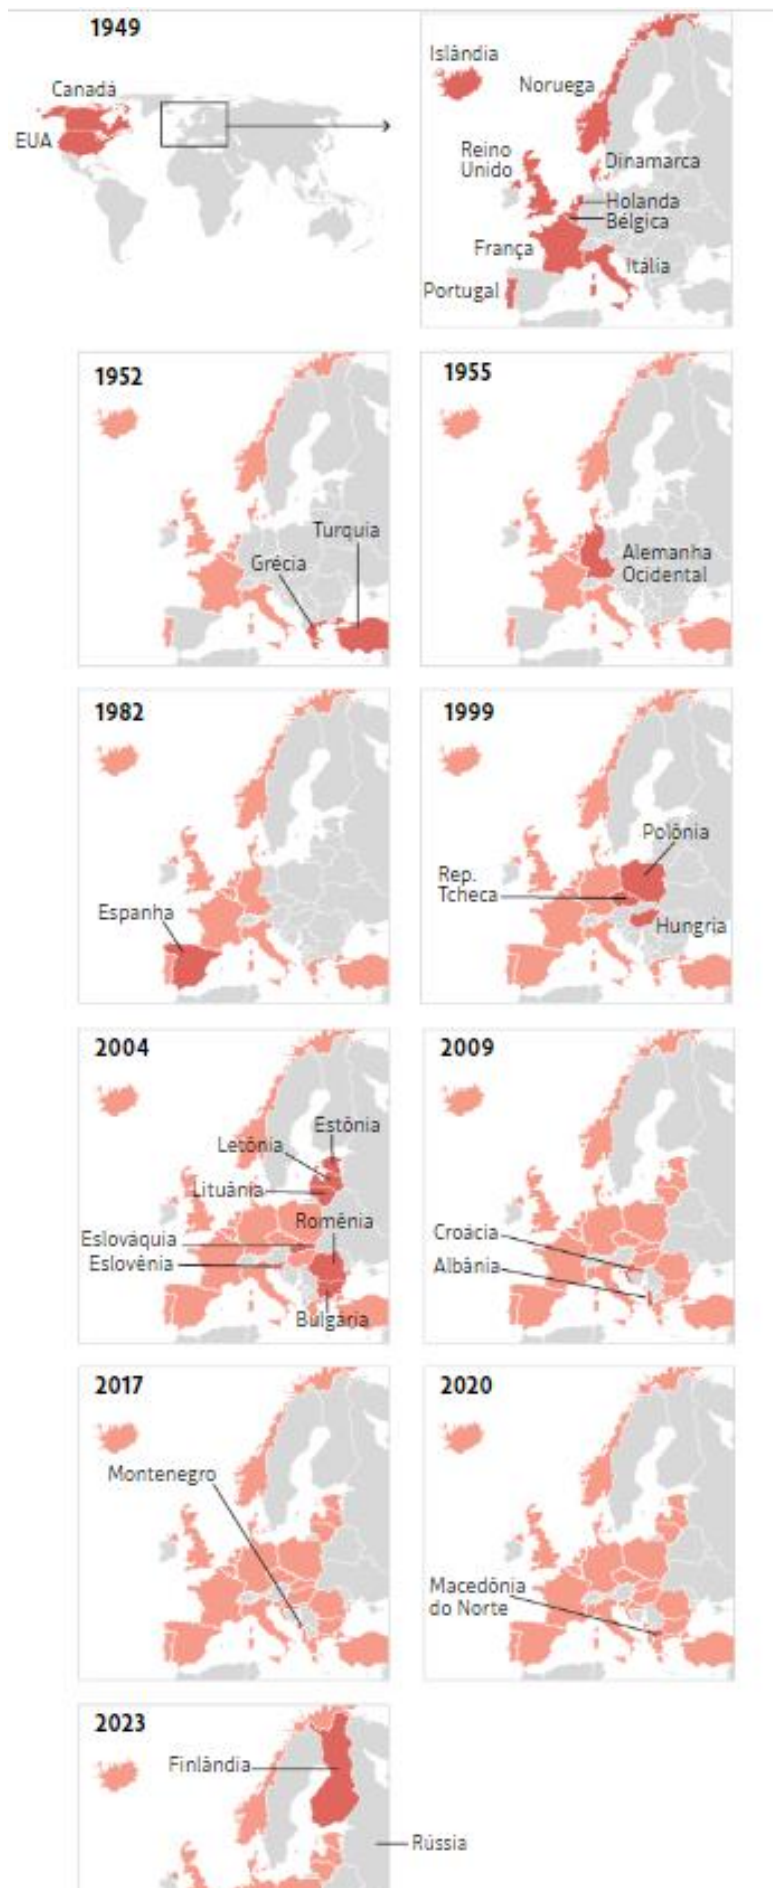 1949
Canadá
EUA
Islândia
Noruega
Reino
Unido
Dinamarca
Holanda
Bélgica
França
Itália
Portugal
1952
Turquia
Grécia
1955
Alemanha
Ocidental
1982
Espanha
1999
Polônia
Rep.
Tcheca
Hungria
2004
Estônia
Letônia
Lituânia
Romênia
Eslováquia
Eslovênia
Bulgária
2009
Croácia
Albânia
2017
Montenegro
2020
Macedônia
do Norte
2023
Finlândia
Rússia